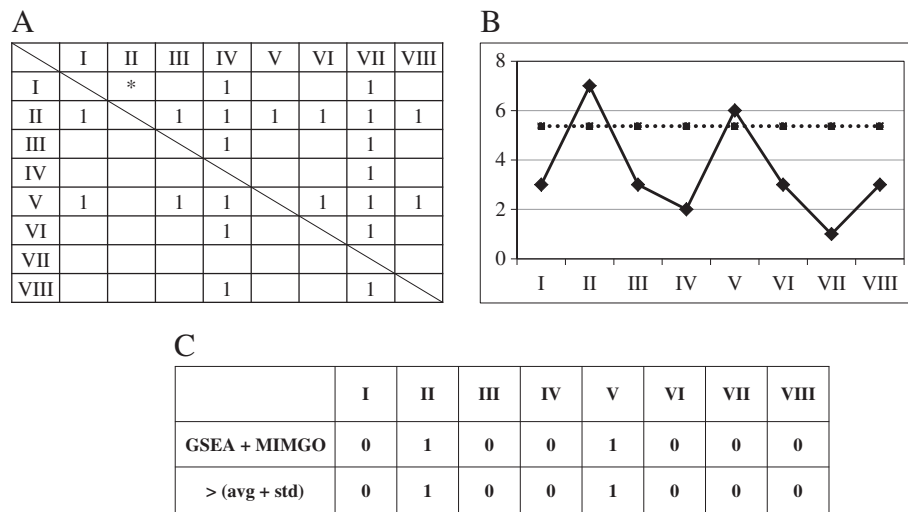 A
I II III IV V VI VII VIII
I * 1 1
II 1 1 1 1 1 1 1
III 1 1
IV 1
V 1 1 1 1 1 1
VI 1 1
VII
VIII 1 1
B
8
6
4
2
0
I II III IV V VI VII VIII
C
I II III IV V VI VII VIII
GSEA + MIMGO 0 1 0 0 1 0 0 0
> (avg + std) 0 1 0 0 1 0 0 0